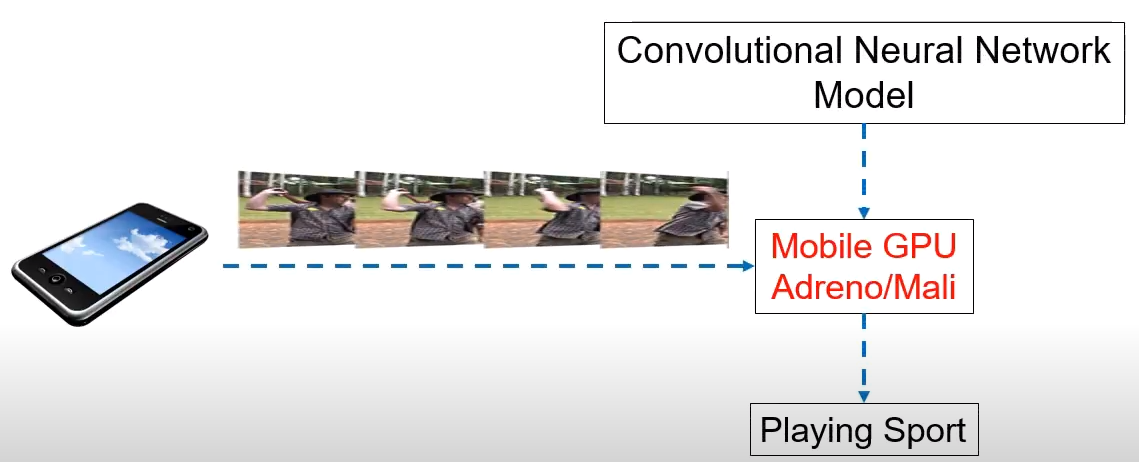 Convolutional Neural Network
Model
Mobile GPU
Adreno/Mali
Playing Sport